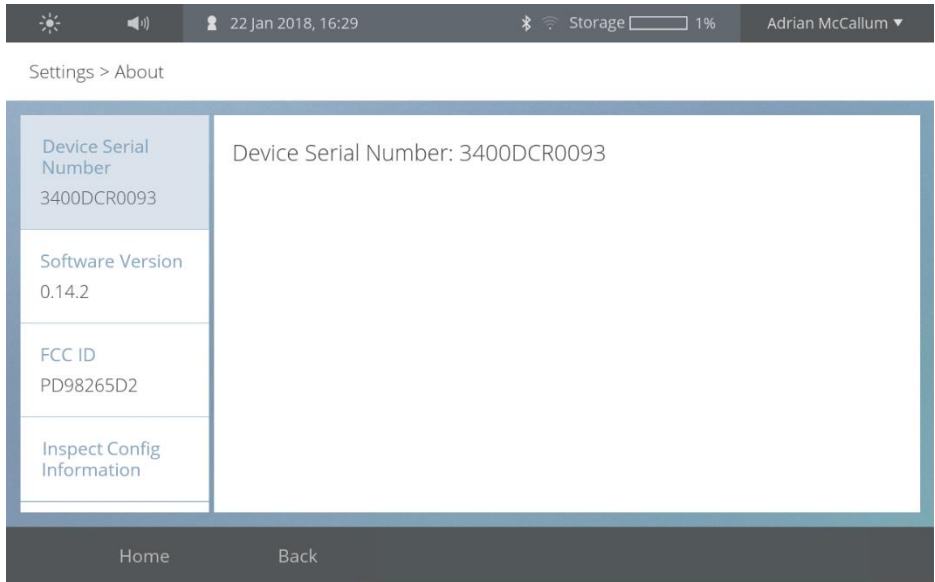 22 Jan 2018, 16:29 Storage 1% Adrian McCallum
Settings > About
Device Serial
Number
3400DCR0093
Device Serial Number: 3400DCR0093
Software Version
0.14.2
FCC ID
PD98265D2
Inspect Config
Information
Home Back